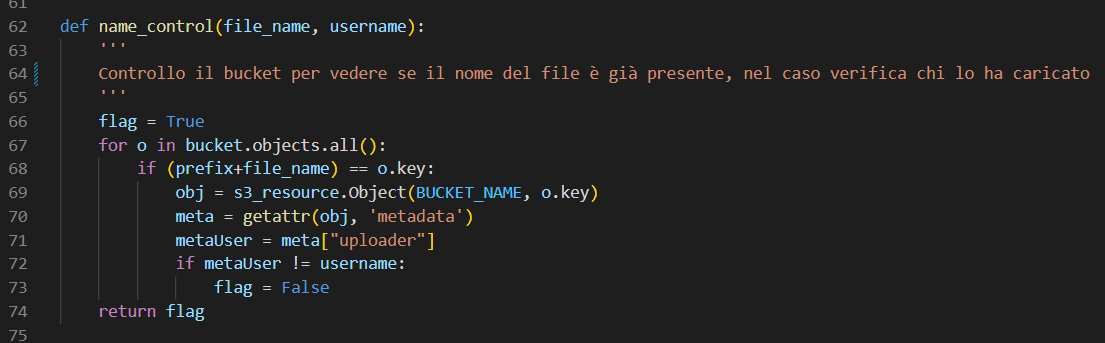 61
62 def name_control(file_name, username):
63     '''
64     Controllo il bucket per vedere se il nome del file è già presente, nel caso verifica chi lo ha caricato
65     '''
66     flag = True
67     for o in bucket.objects.all():
68         if (prefix+file_name) == o.key:
69             obj = s3_resource.Object(BUCKET_NAME, o.key)
70             meta = getattr(obj, 'metadata')
71             metaUser = meta["uploader"]
72             if metaUser != username:
73                 flag = False
74     return flag
75